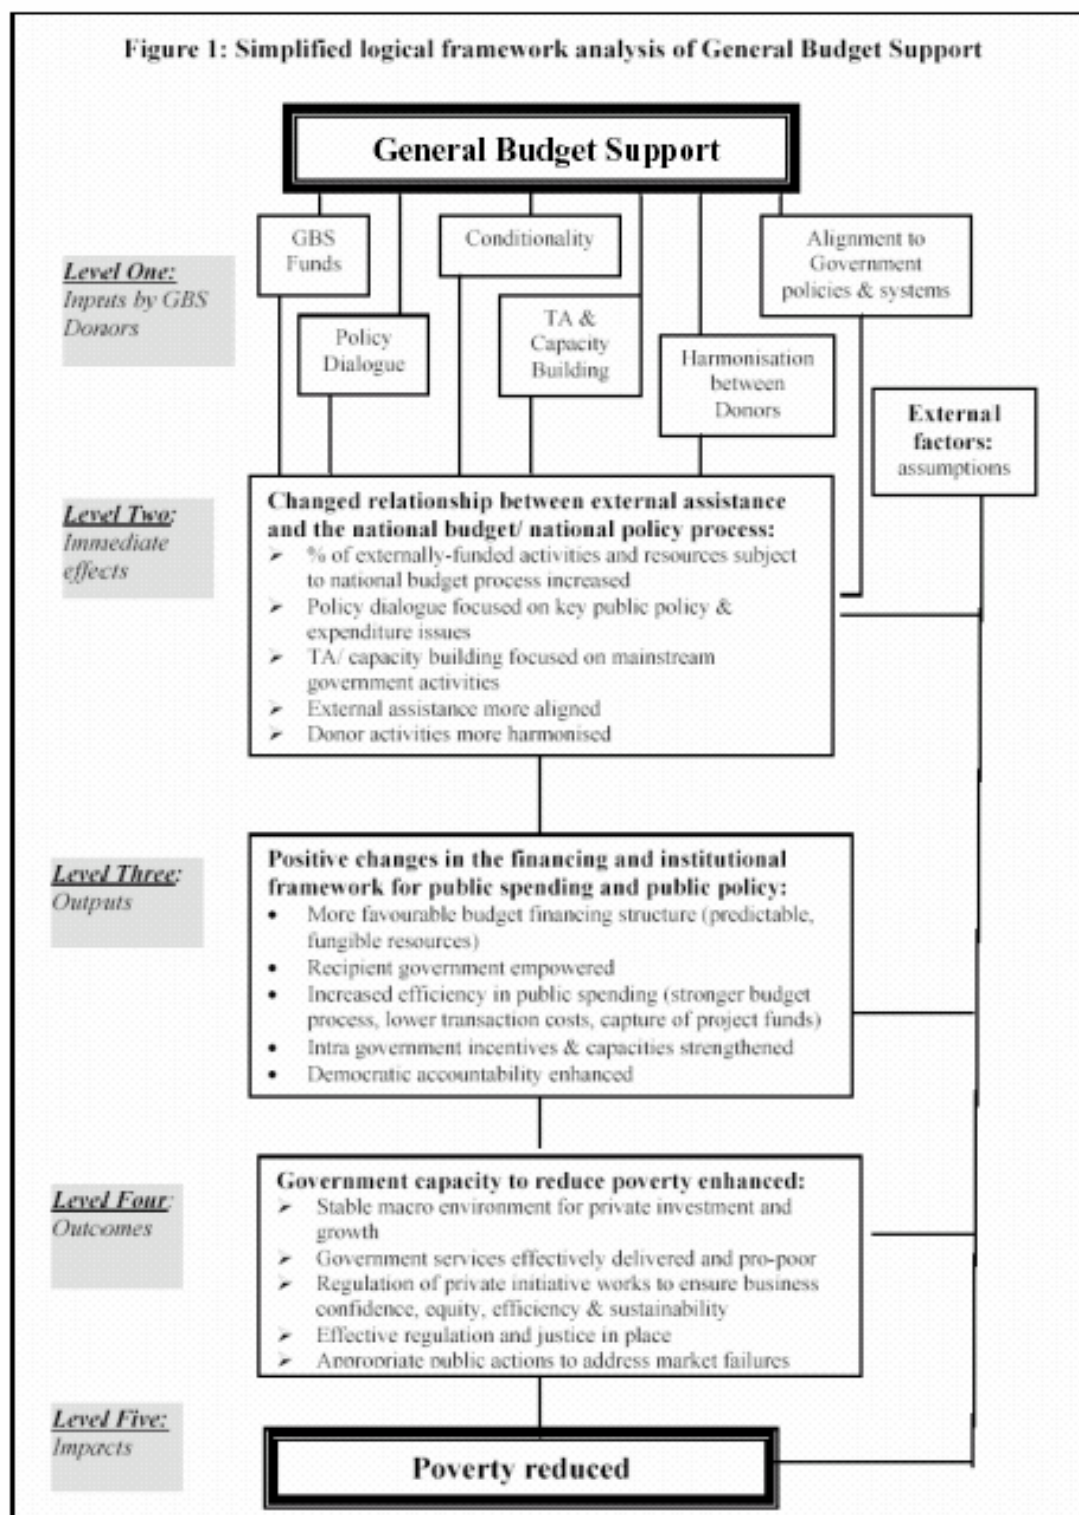 Figure 1: Simplified logical framework analysis of General Budget Support
General Budget Support
GBS
Funds
Conditionality
Alignment to
Government
policies & systems
Level One:
Inputs by GBS
Donors
Policy
Dialogue
TA &
Capacity
Building
Harmonisation
between
Donors
External
factors:
assumptions
Level Two:
Immediate
effects
Changed relationship between external assistance
and the national budget/ national policy process:
➢ % of externally-funded activities and resources subject
to national budget process increased
➢ Policy dialogue focused on key public policy &
expenditure issues
➢ TA/ capacity building focused on mainstream
government activities
➢ External assistance more aligned
➢ Donor activities more harmonised
Level Three:
Outputs
Positive changes in the financing and institutional
framework for public spending and public policy:
• More favourable budget financing structure (predictable,
fungible resources)
• Recipient government empowered
• Increased efficiency in public spending (stronger budget
process, lower transaction costs, capture of project funds)
• Intra government incentives & capacities strengthened
• Democratic accountability enhanced
Level Four:
Outcomes
Government capacity to reduce poverty enhanced:
➢ Stable macro environment for private investment and
growth
➢ Government services effectively delivered and pro-poor
➢ Regulation of private initiative works to ensure business
confidence, equity, efficiency & sustainability
➢ Effective regulation and justice in place
➢ Appropriate public actions to address market failures
Level Five:
Impacts
Poverty reduced